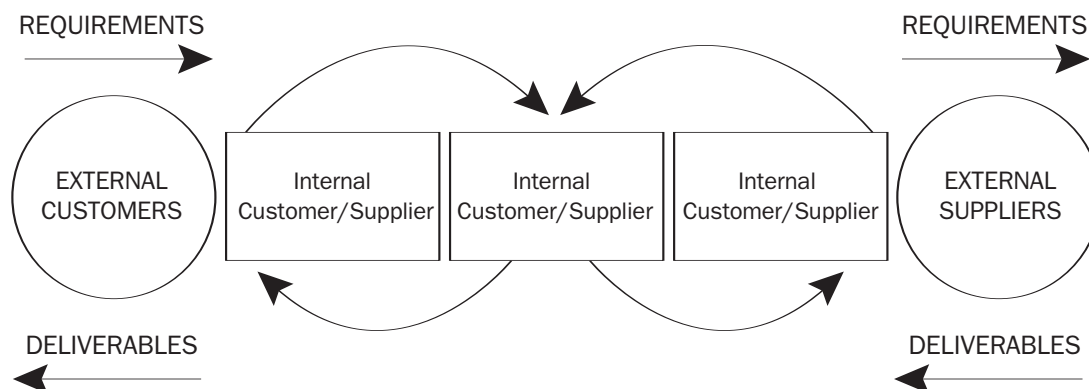 REQUIREMENTS
REQUIREMENTS
EXTERNAL
CUSTOMERS
Internal
Customer/Supplier
Internal
Customer/Supplier
Internal
Customer/Supplier
EXTERNAL
SUPPLIERS
DELIVERABLES
DELIVERABLES